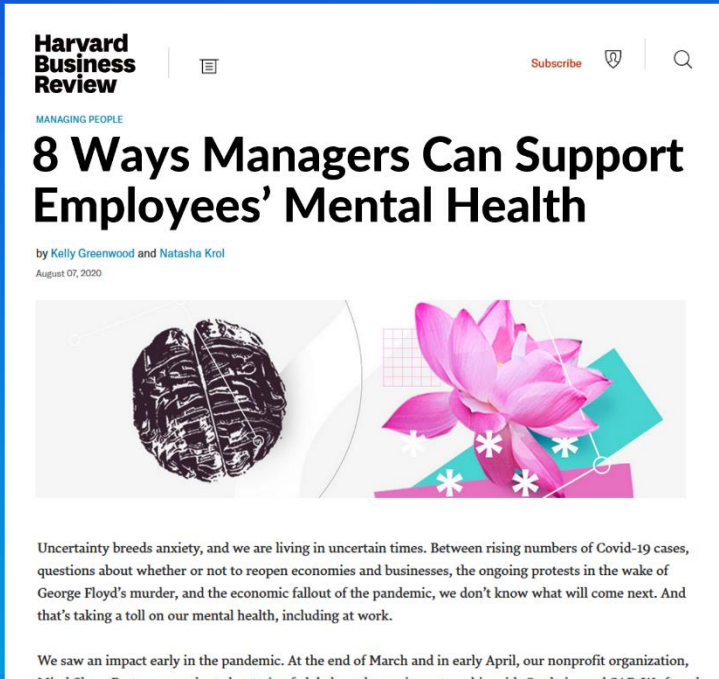 Harvard
Business
Review
Subscribe
MANAGING PEOPLE
8 Ways Managers Can Support
Employees’ Mental Health
by Kelly Greenwood and Natasha Krol
August 07, 2020
Uncertainty breeds anxiety, and we are living in uncertain times. Between rising numbers of Covid-19 cases,
questions about whether or not to reopen economies and businesses, the ongoing protests in the wake of
George Floyd’s murder, and the economic fallout of the pandemic, we don’t know what will come next. And
that’s taking a toll on our mental health, including at work.
We saw an impact early in the pandemic. At the end of March and in early April, our nonprofit organization,